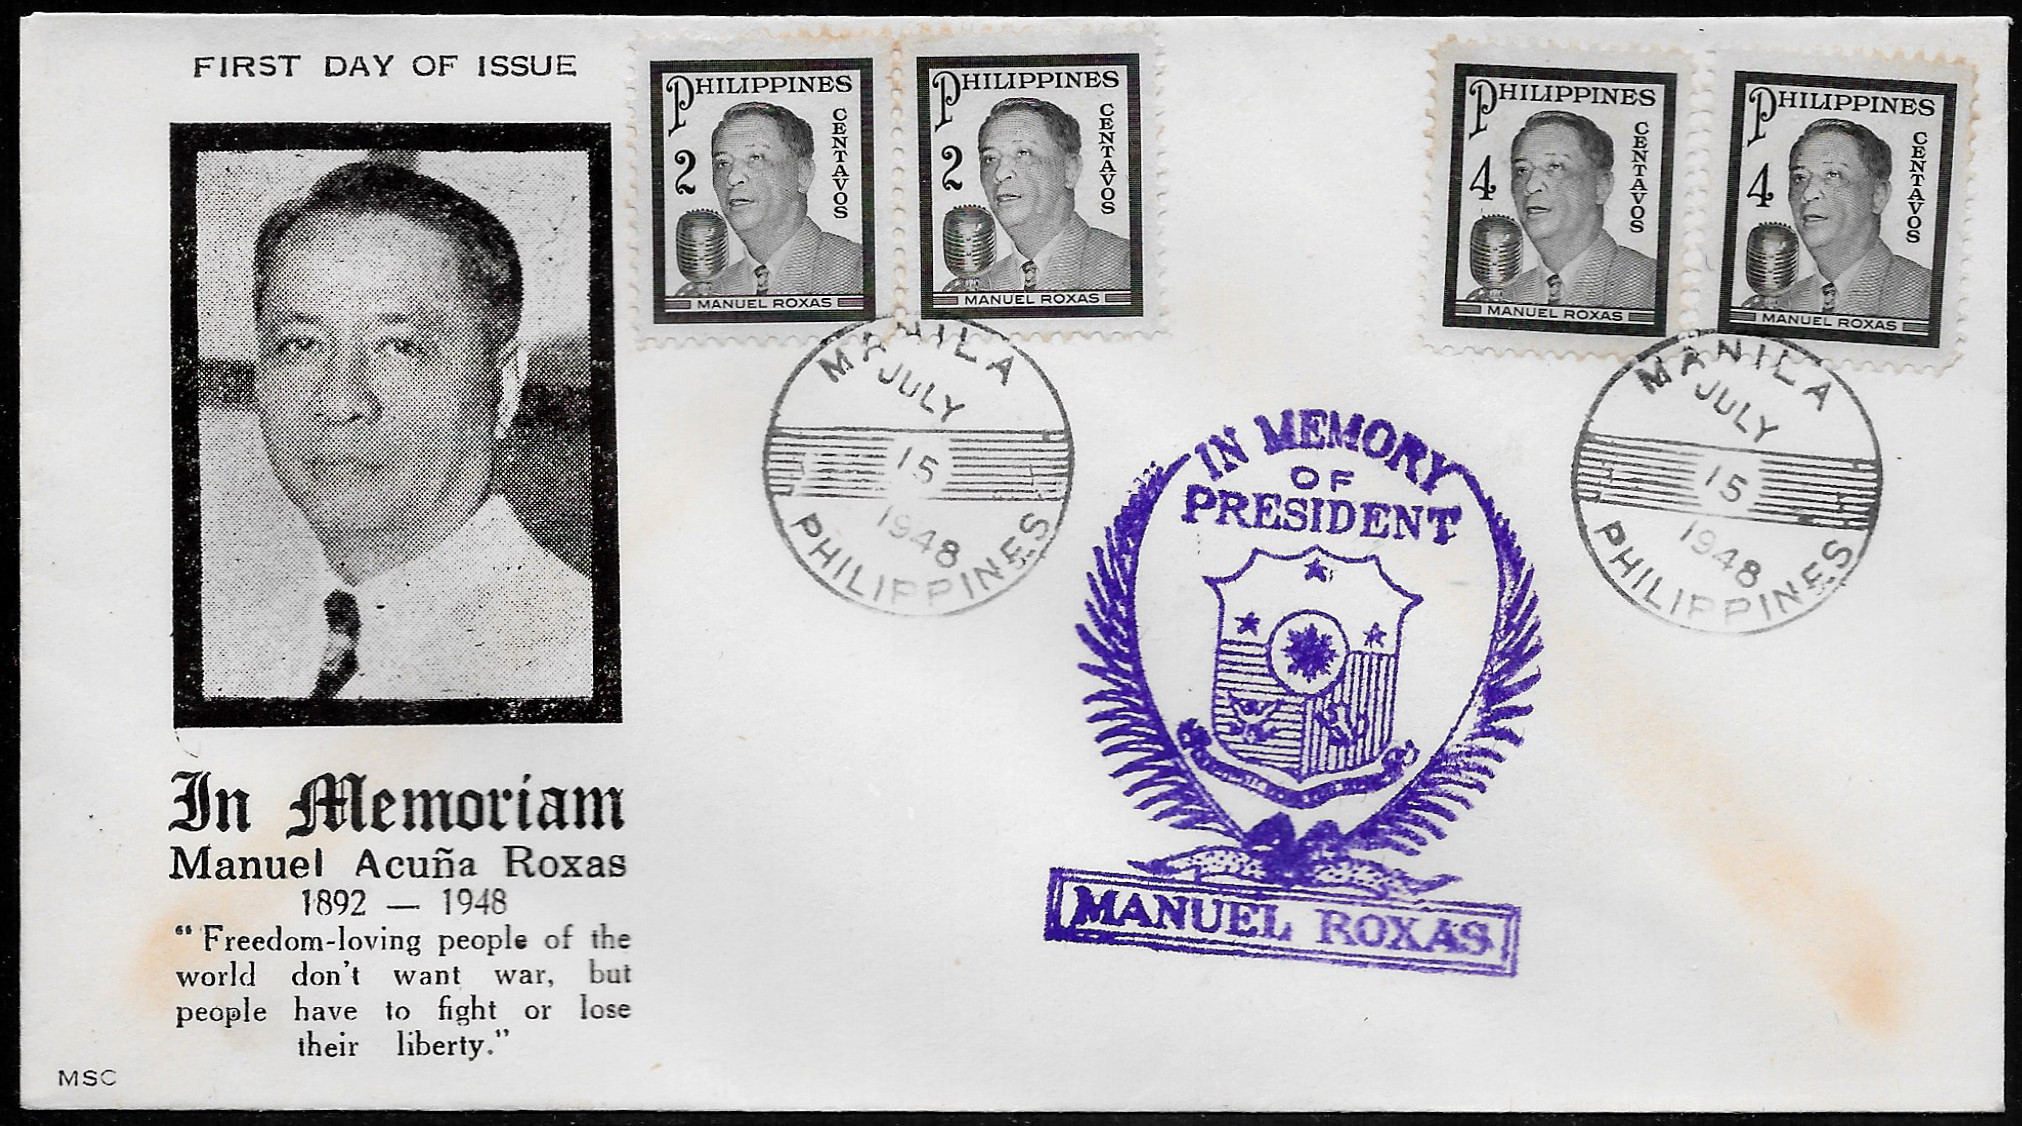 FIRST DAY OF ISSUE
PHILIPPINES
2
CENTAVOS
MANUEL ROXAS
PHILIPPINES
2
CENTAVOS
MANUEL ROXAS
PHILIPPINES
4
CENTAVOS
MANUEL ROXAS
PHILIPPINES
4
CENTAVOS
MANUEL ROXAS
MANILA
JULY
15
1948
PHILIPPINES
MANILA
JULY
15
1948
PHILIPPINES
IN MEMORY
OF
PRESIDENT
MANUEL ROXAS
In Memoriam
Manuel Acuña Roxas
1892 — 1948
"Freedom-loving people of the
world don't want war, but
people have to fight or lose
their liberty."
MSC